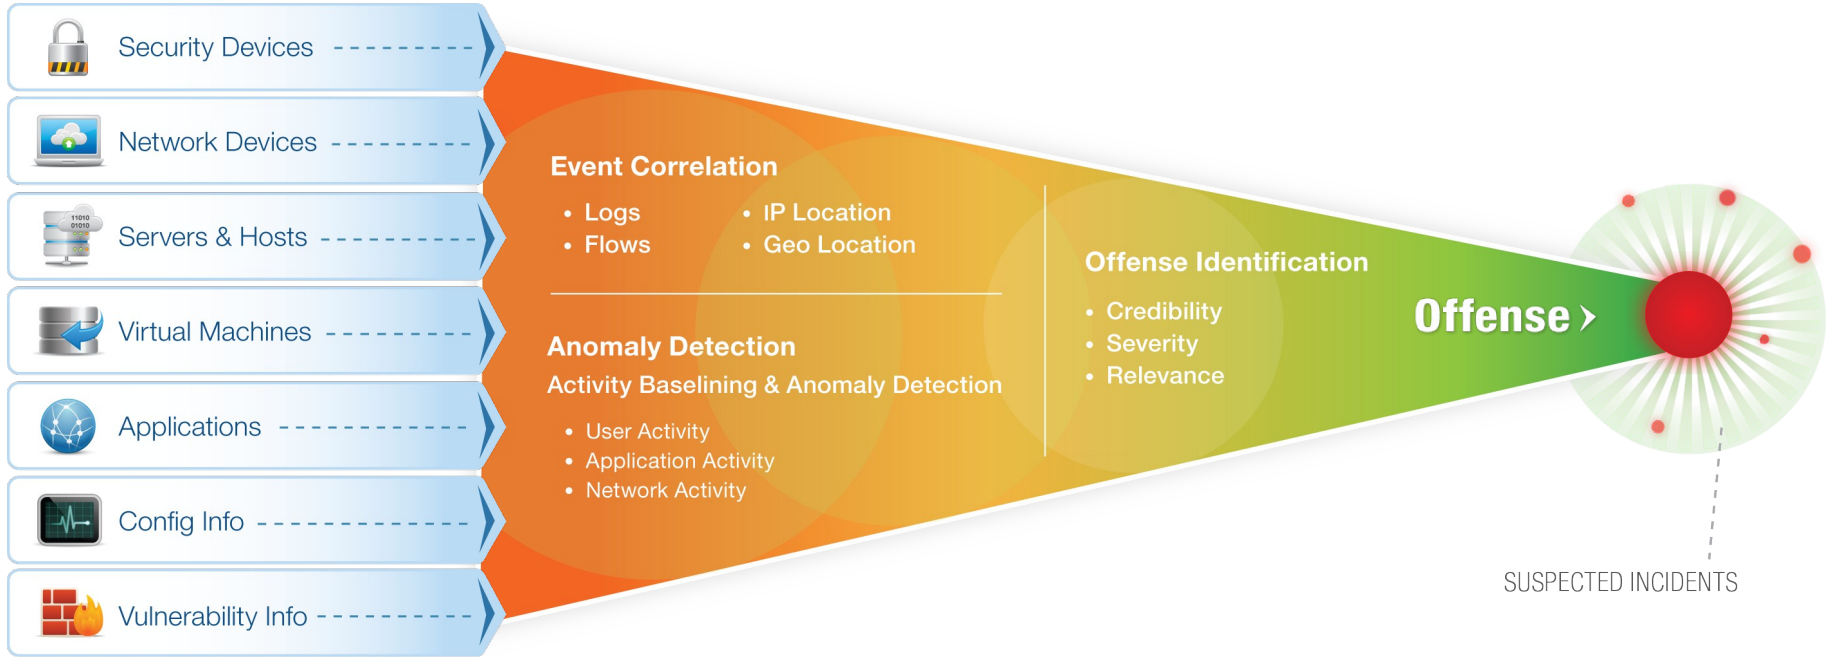 Security Devices
Network Devices
11010
01010
Servers & Hosts
Virtual Machines
Applications
Config Info
Vulnerability Info
Event Correlation
• Logs
• Flows
• IP Location
• Geo Location
Anomaly Detection
Activity Baselining & Anomaly Detection
• User Activity
• Application Activity
• Network Activity
Offense Identification
• Credibility
• Severity
• Relevance
Offense ›
SUSPECTED INCIDENTS